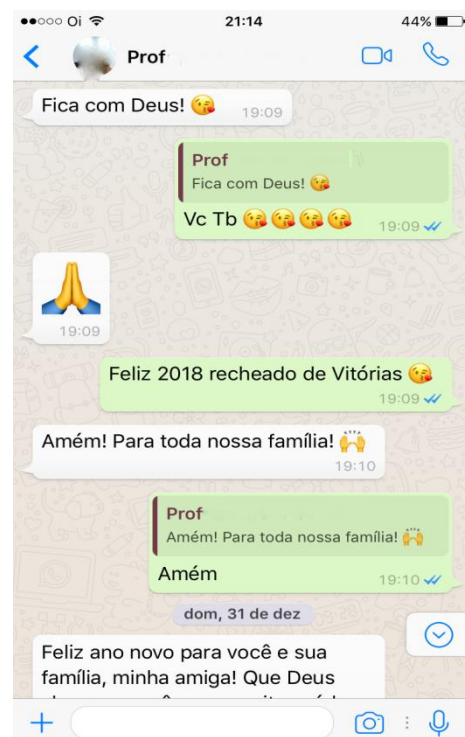 Oi 21:14 44%
Prof
Fica com Deus! 😘 19:09
Prof
Fica com Deus! 😘
Vc Tb 😘😘😘😘 19:09
🙏
19:09
Feliz 2018 recheado de Vitórias 😘
19:09
Amém! Para toda nossa família! 🙌
19:10
Prof
Amém! Para toda nossa família! 🙌
Amém 19:10
dom, 31 de dez
Feliz ano novo para você e sua
família, minha amiga! Que Deus